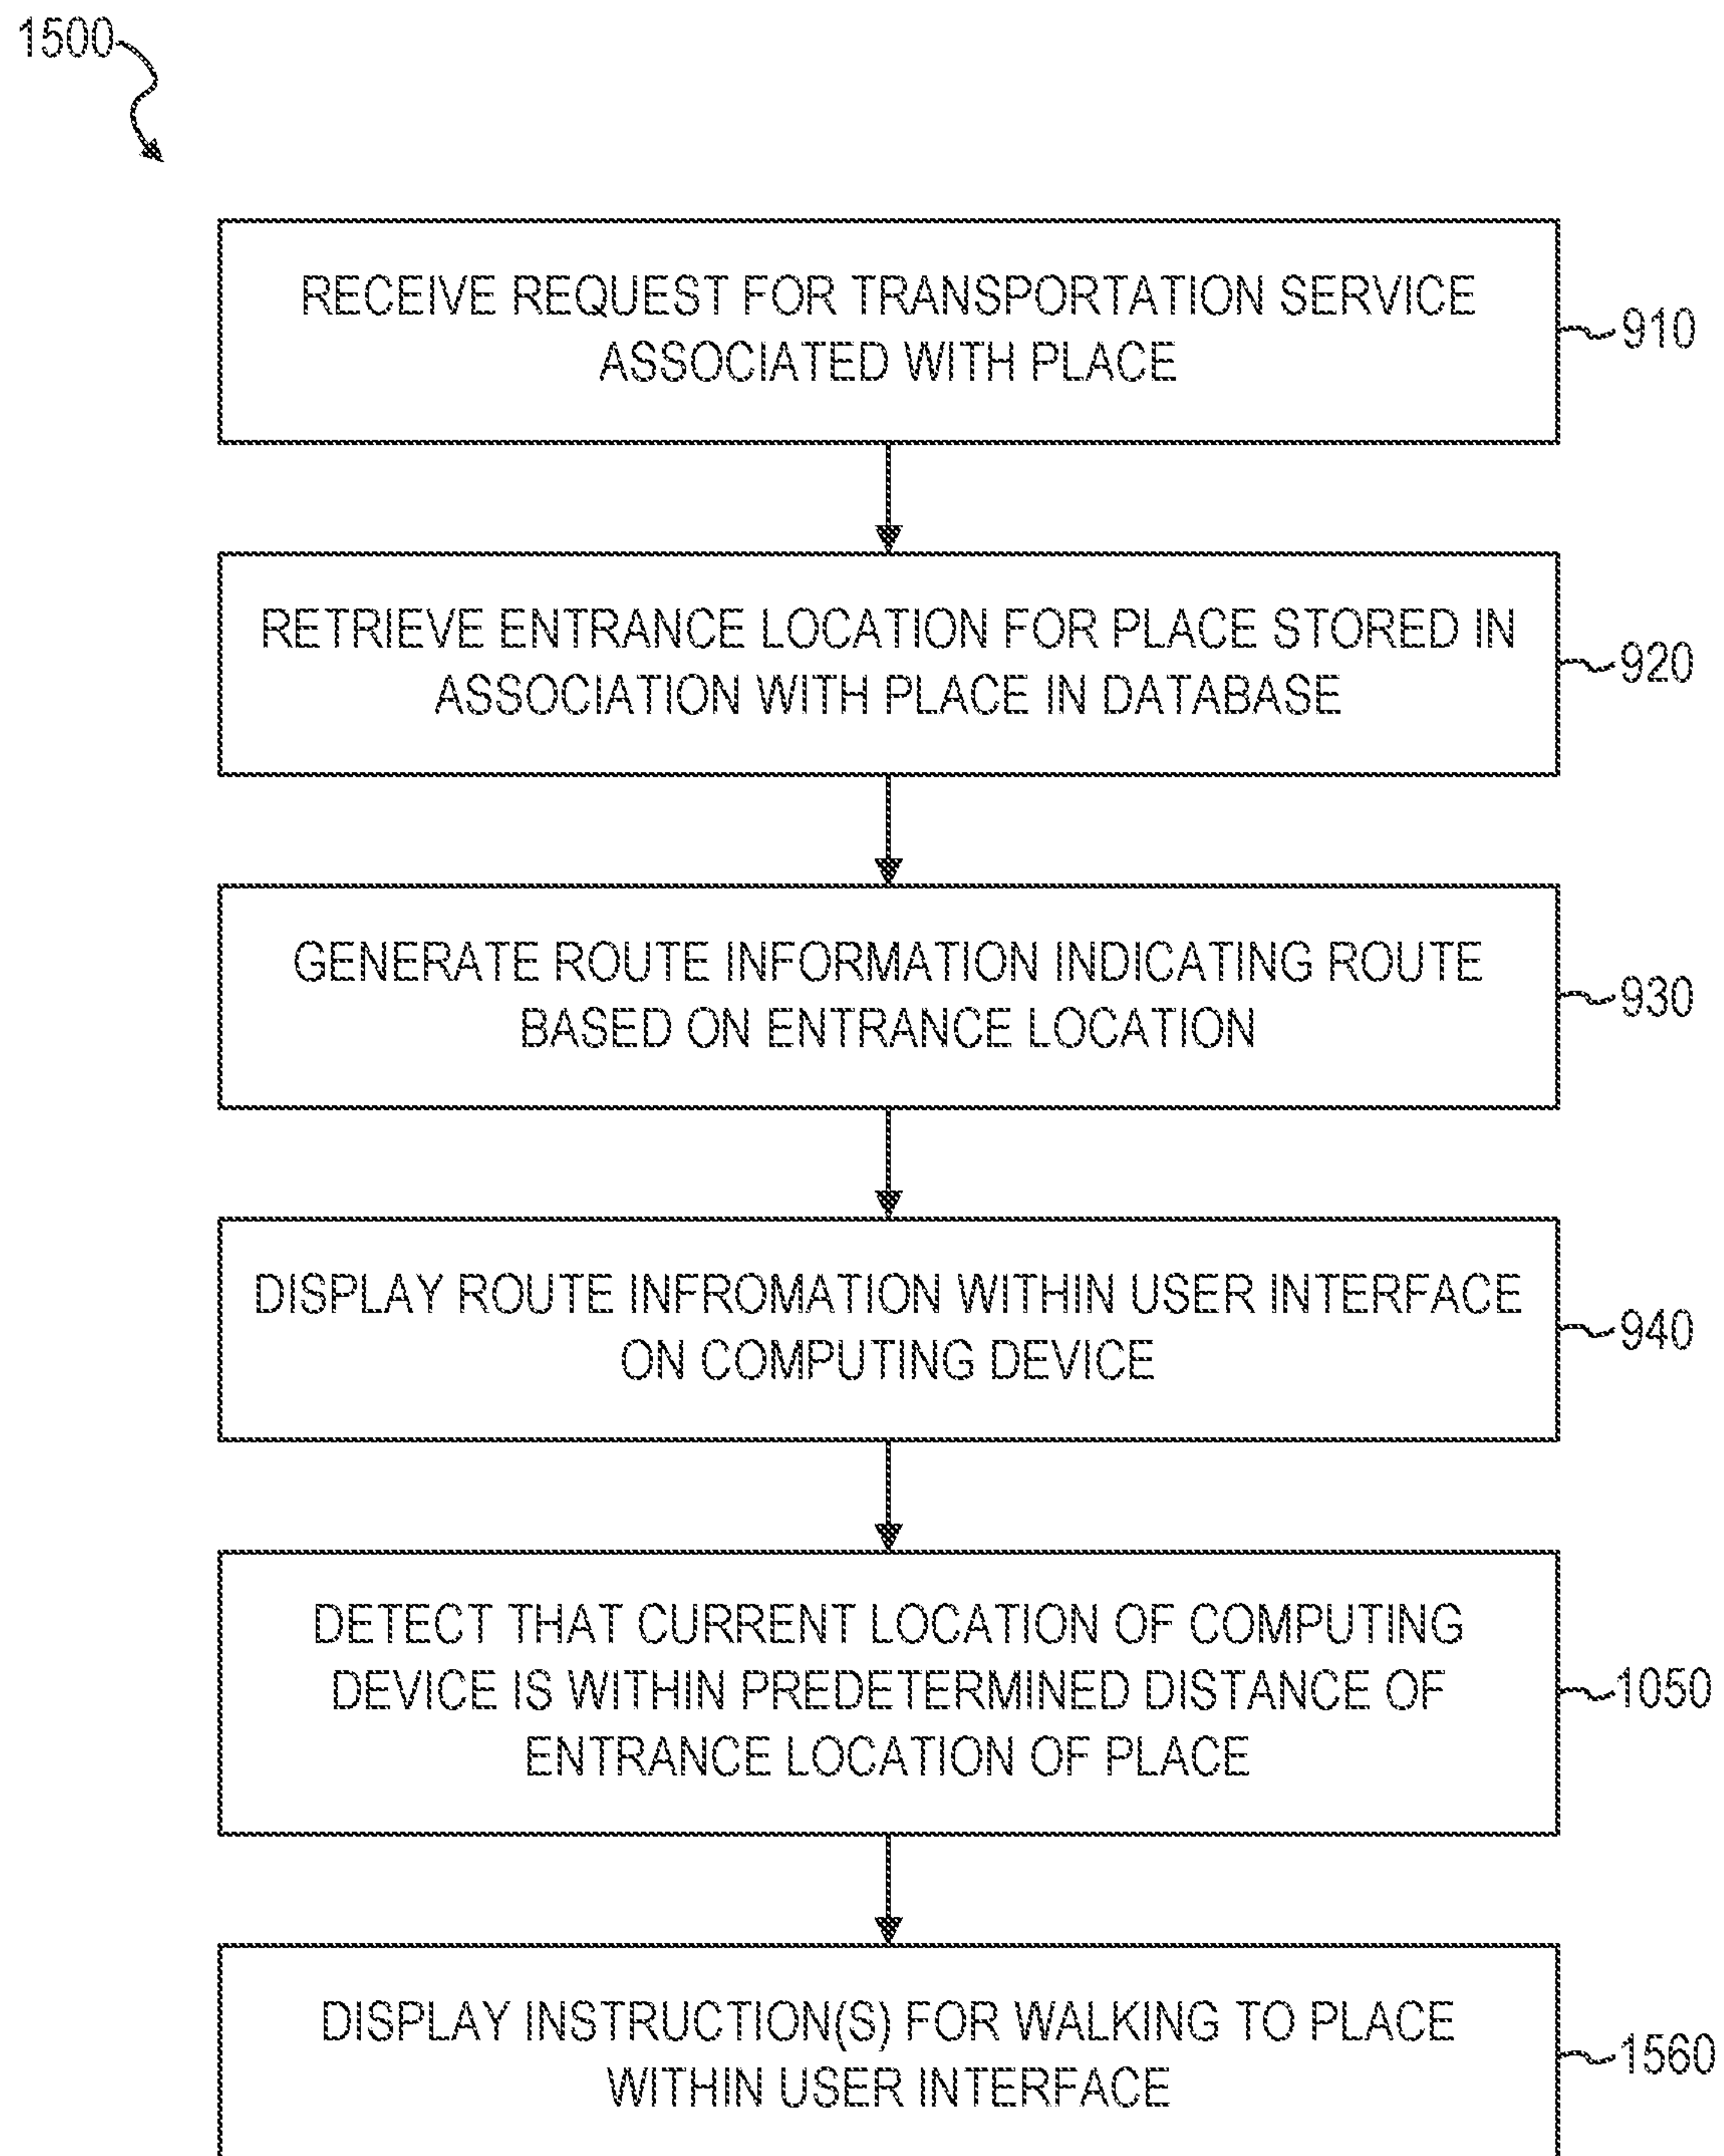 1500
RECEIVE REQUEST FOR TRANSPORTATION SERVICE
ASSOCIATED WITH PLACE
910
RETRIEVE ENTRANCE LOCATION FOR PLACE STORED IN
ASSOCIATION WITH PLACE IN DATABASE
920
GENERATE ROUTE INFORMATION INDICATING ROUTE
BASED ON ENTRANCE LOCATION
930
DISPLAY ROUTE INFROMATION WITHIN USER INTERFACE
ON COMPUTING DEVICE
940
DETECT THAT CURRENT LOCATION OF COMPUTING
DEVICE IS WITHIN PREDETERMINED DISTANCE OF
ENTRANCE LOCATION OF PLACE
1050
DISPLAY INSTRUCTION(S) FOR WALKING TO PLACE
WITHIN USER INTERFACE
1560